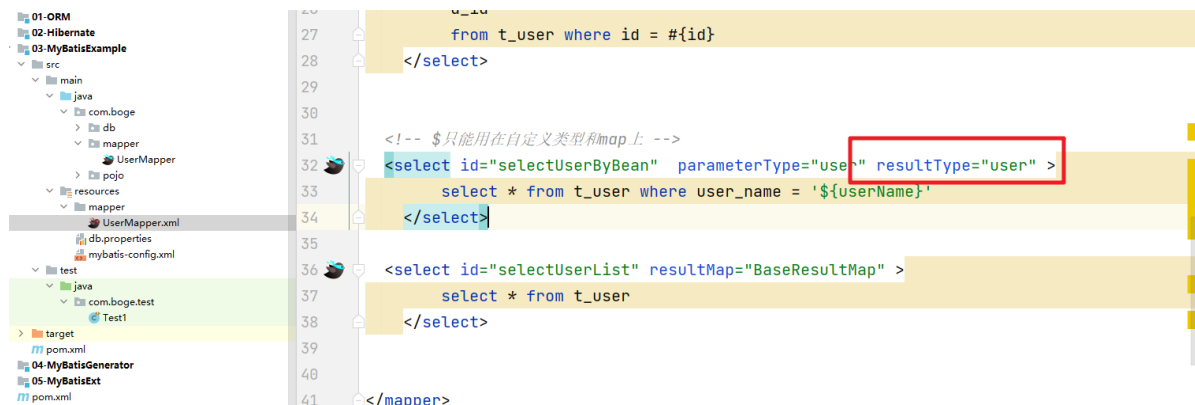 01-ORM
02-Hibernate
03-MyBatisExample
src
main
java
com.boge
db
mapper
UserMapper
pojo
resources
mapper
UserMapper.xml
db.properties
mybatis-config.xml
test
java
com.boge.test
Test1
target
pom.xml
04-MyBatisGenerator
05-MyBatisExt
pom.xml
27 from t_user where id = #{id}
28 </select>
29
30
31 <!-- $只能用在自定义类型和map上 -->
32 <select id="selectUserByBean" parameterType="user" resultType="user" >
33 select * from t_user where user_name = '${userName}'
34 </select>
35
36 <select id="selectUserList" resultMap="BaseResultMap" >
37 select * from t_user
38 </select>
39
40
41 </mapper>